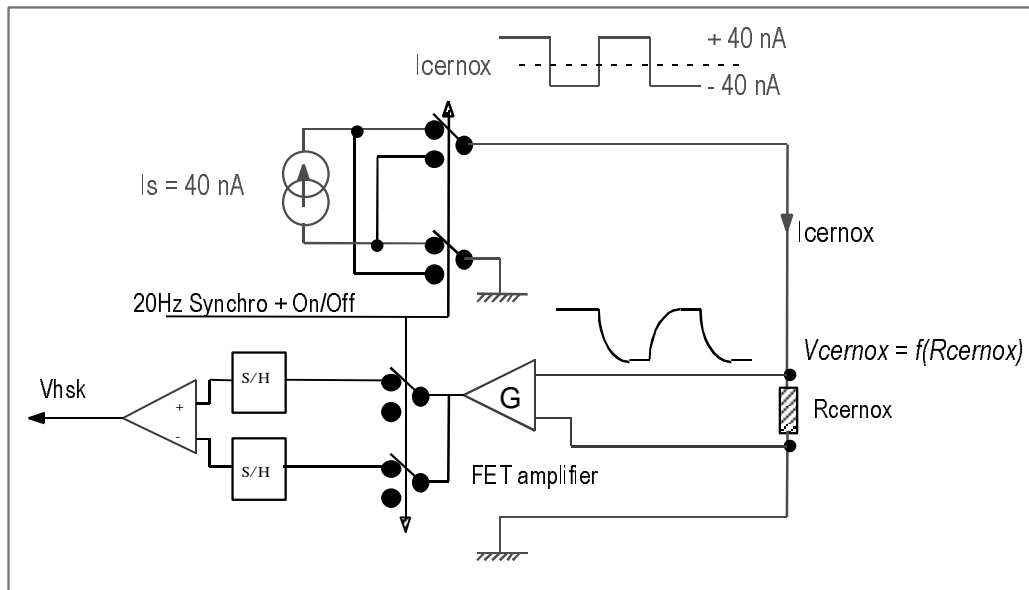 + 40 nA
Icernox
- 40 nA
Is = 40 nA
Icernox
20Hz Synchro + On/Off
Vcernox = f(Rcernox)
S/H
Vhsk
+
-
G
Rcernox
S/H
FET amplifier